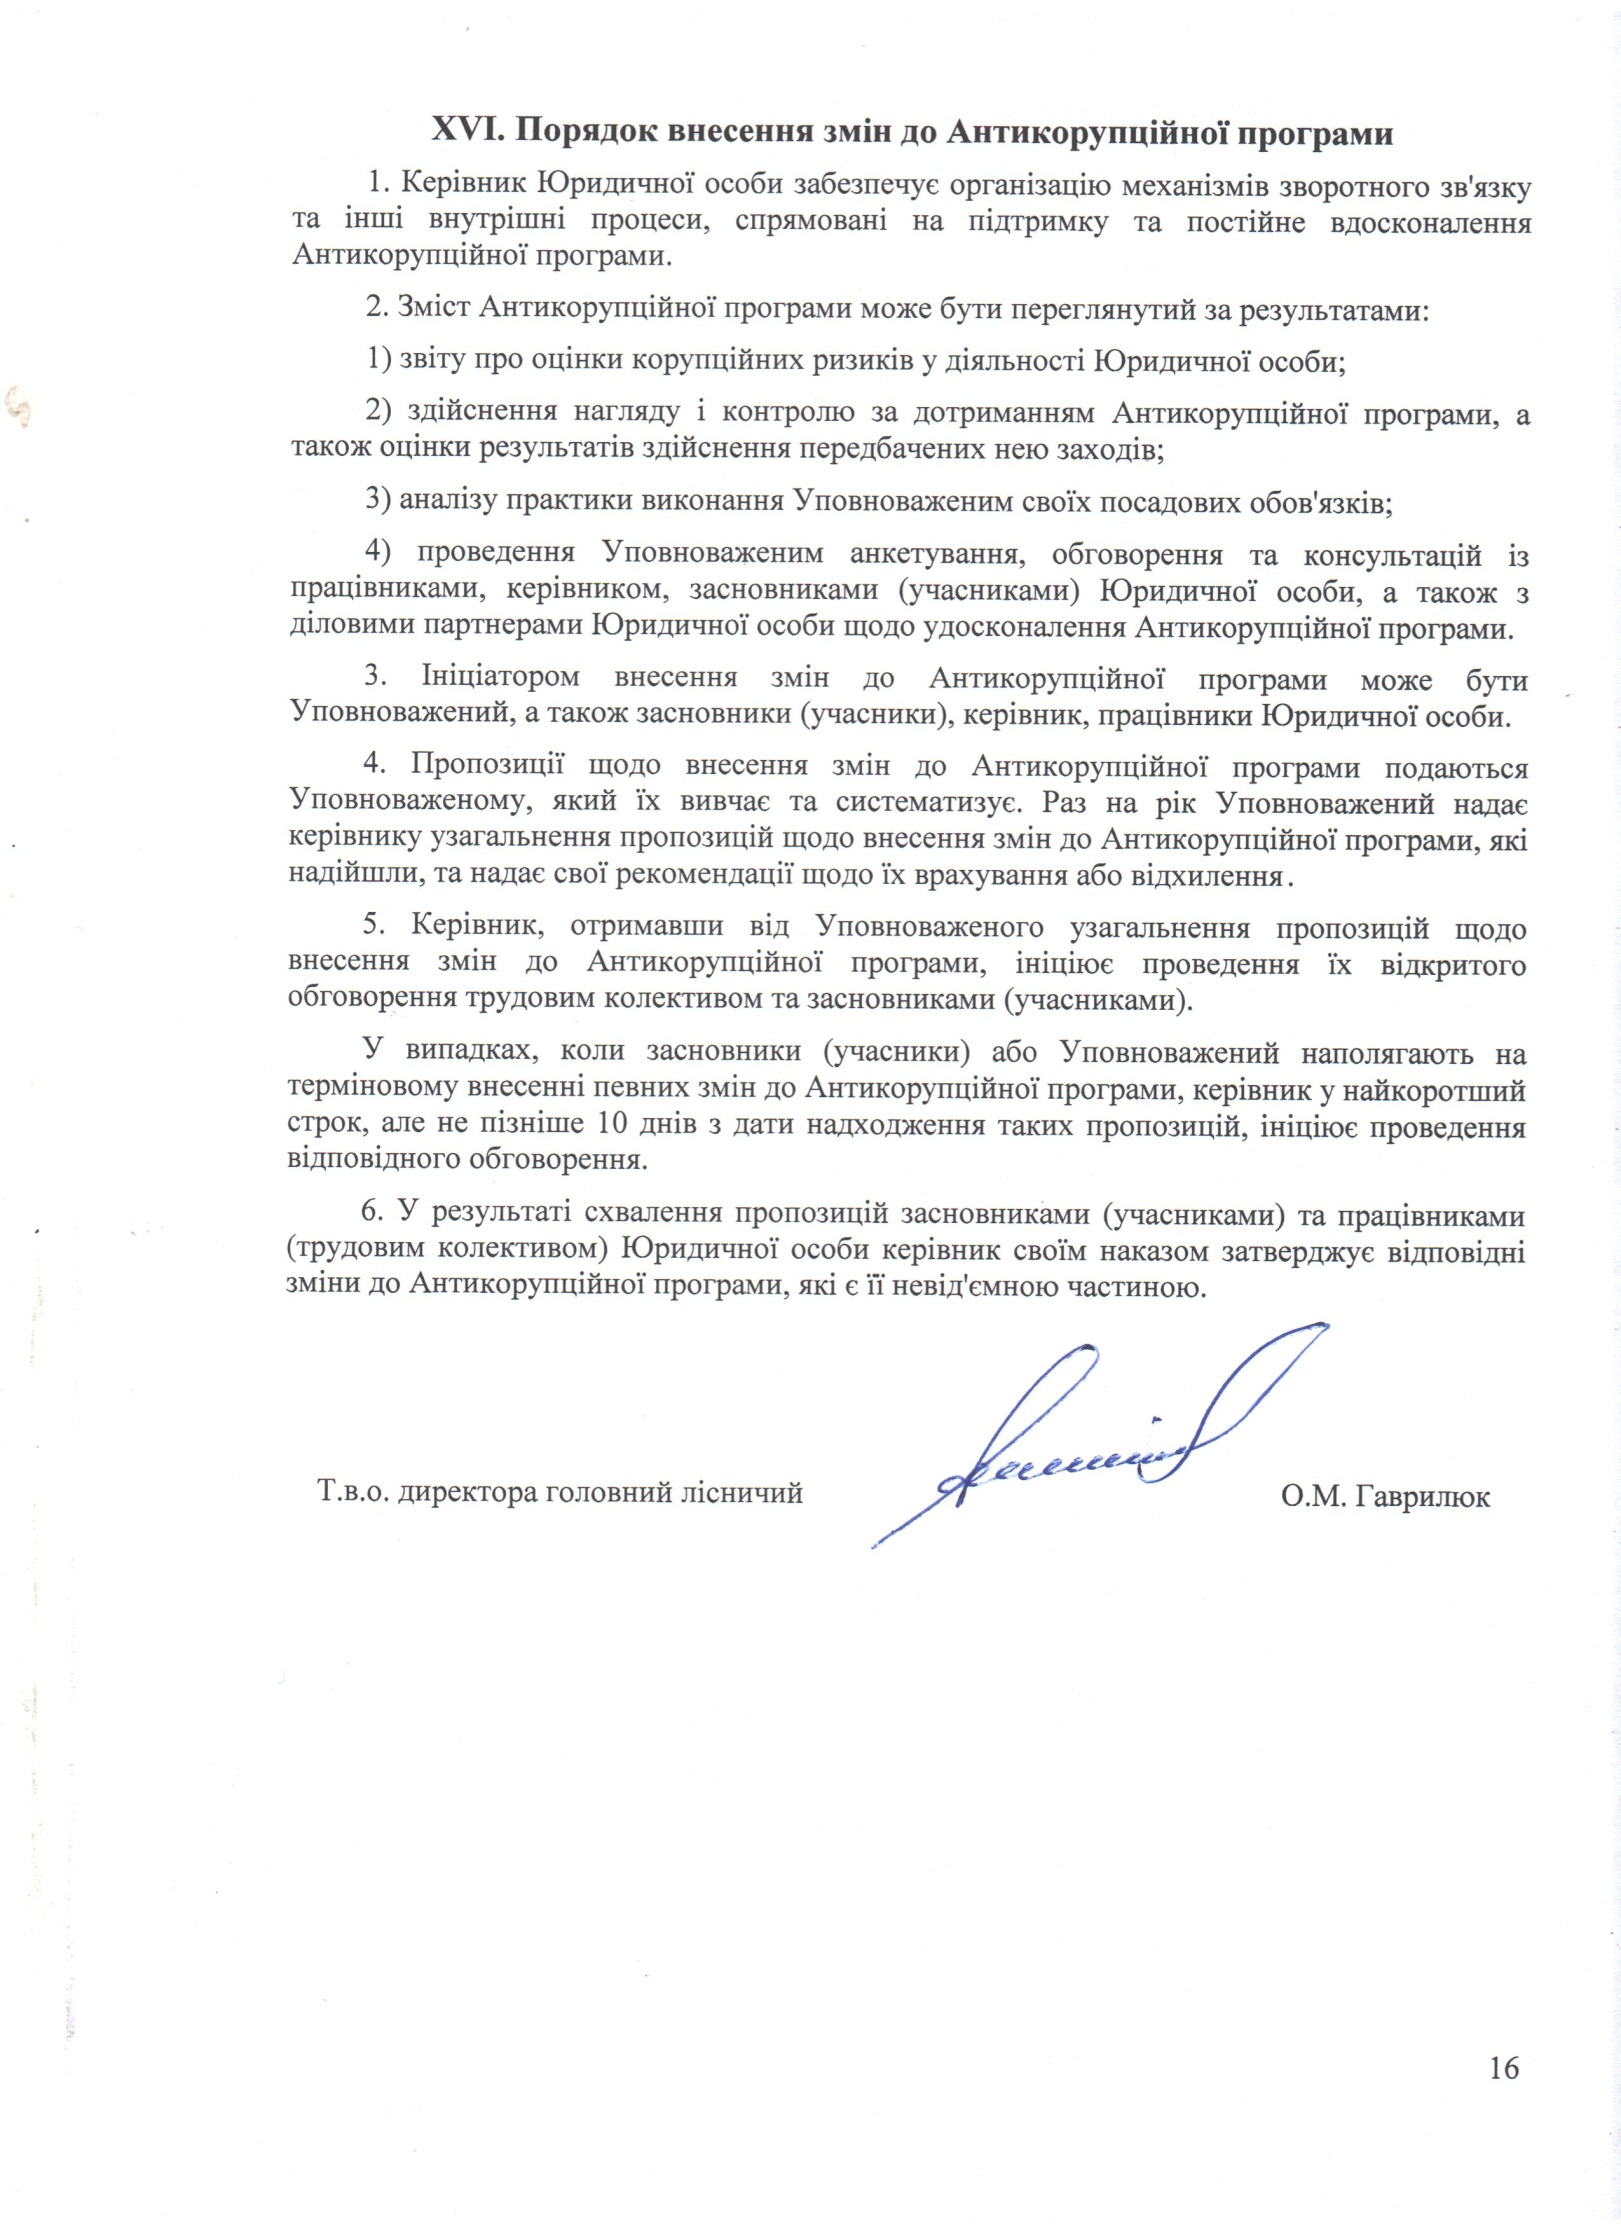 XVI. Порядок внесення змін до Антикорупційної програми
1. Керівник Юридичної особи забезпечує організацію механізмів зворотного зв'язку
та інші внутрішні процеси, спрямовані на підтримку та постійне вдосконалення
Антикорупційної програми.
2. Зміст Антикорупційної програми може бути переглянутий за результатами:
1) звіту про оцінки корупційних ризиків у діяльності Юридичної особи;
2) здійснення нагляду і контролю за дотриманням Антикорупційної програми, а
також оцінки результатів здійснення передбачених нею заходів;
3) аналізу практики виконання Уповноваженим своїх посадових обов'язків;
4) проведення Уповноваженим анкетування, обговорення та консультацій із
працівниками, керівником, засновниками (учасниками) Юридичної особи, а також з
діловими партнерами Юридичної особи щодо удосконалення Антикорупційної програми.
3. Ініціатором внесення змін до Антикорупційної програми може бути
Уповноважений, а також засновники (учасники), керівник, працівники Юридичної особи.
4. Пропозиції щодо внесення змін до Антикорупційної програми подаються
Уповноваженому, який їх вивчає та систематизує. Раз на рік Уповноважений надає
керівнику узагальнення пропозицій щодо внесення змін до Антикорупційної програми, які
надійшли, та надає свої рекомендації щодо їх врахування або відхилення.
5. Керівник, отримавши від Уповноваженого узагальнення пропозицій щодо
внесення змін до Антикорупційної програми, ініціює проведення їх відкритого
обговорення трудовим колективом та засновниками (учасниками).
У випадках, коли засновники (учасники) або Уповноважений наполягають на
терміновому внесенні певних змін до Антикорупційної програми, керівник у найкоротший
строк, але не пізніше 10 днів з дати надходження таких пропозицій, ініціює проведення
відповідного обговорення.
6. У результаті схвалення пропозицій засновниками (учасниками) та працівниками
(трудовим колективом) Юридичної особи керівник своїм наказом затверджує відповідні
зміни до Антикорупційної програми, які є її невід'ємною частиною.
Т.в.о. директора головний лісничий О.М. Гаврилюк
16